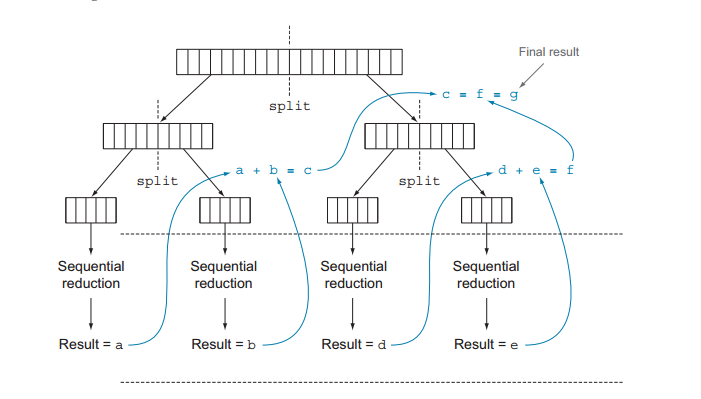 Final result
c = f = g
split
a + b = c
d + e = f
split
split
Sequential
reduction
Sequential
reduction
Sequential
reduction
Sequential
reduction
Result = a
Result = b
Result = d
Result = e